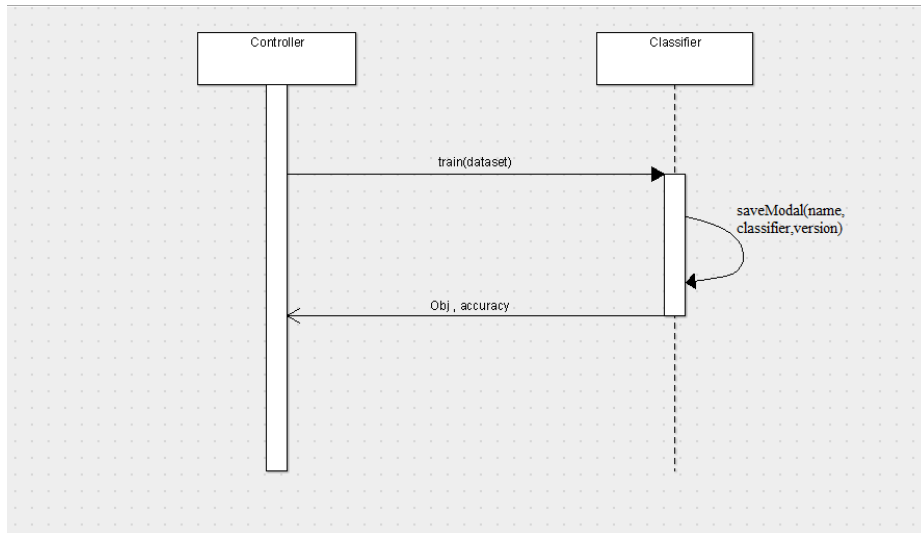 Controller
Classifier
train(dataset)
saveModal(name,
classifier,version)
Obj , accuracy